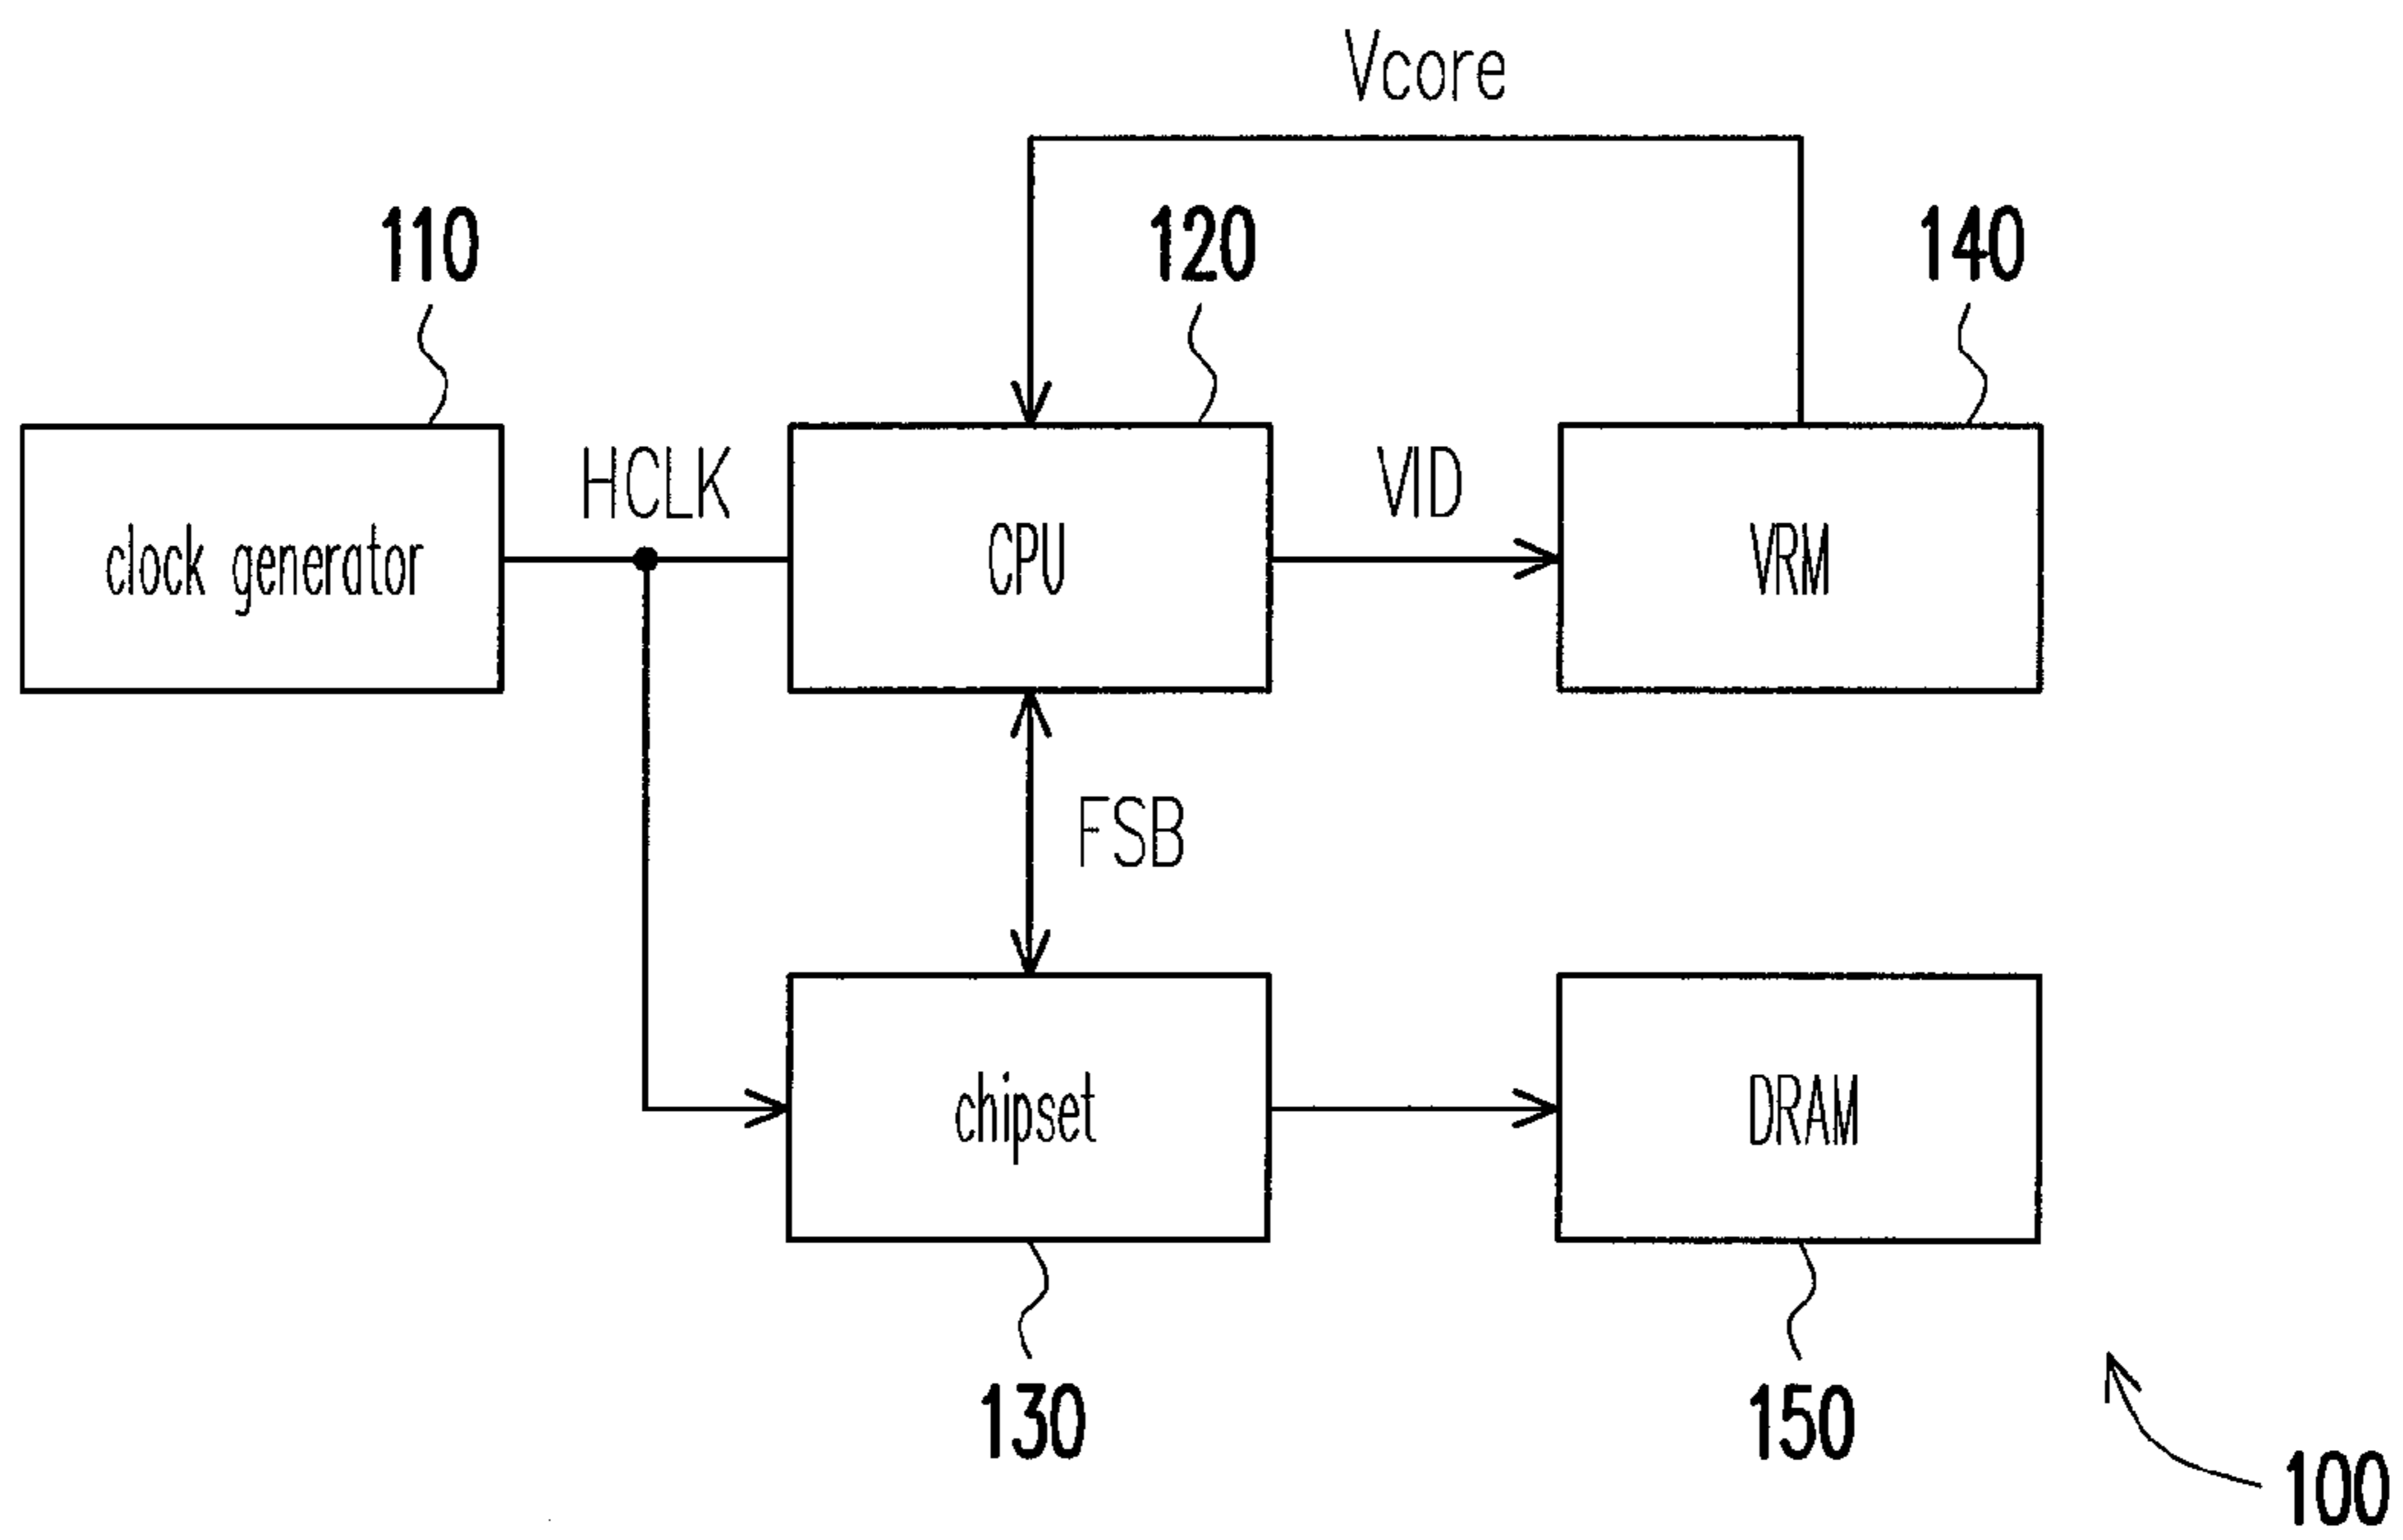 Vcore
110
120
140
HCLK
VID
clock generator
CPU
VRM
FSB
chipset
DRAM
130
150
100